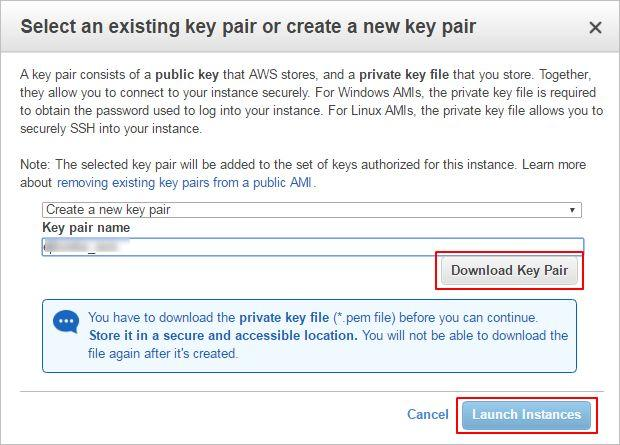 Select an existing key pair or create a new key pair
A key pair consists of a public key that AWS stores, and a private key file that you store. Together,
they allow you to connect to your instance securely. For Windows AMIs, the private key file is required
to obtain the password used to log into your instance. For Linux AMIs, the private key file allows you to
securely SSH into your instance.
Note: The selected key pair will be added to the set of keys authorized for this instance. Learn more
about removing existing key pairs from a public AMI.
Create a new key pair
Key pair name
Download Key Pair
You have to download the private key file (*.pem file) before you can continue.
Store it in a secure and accessible location. You will not be able to download the
file again after it's created.
Cancel Launch Instances